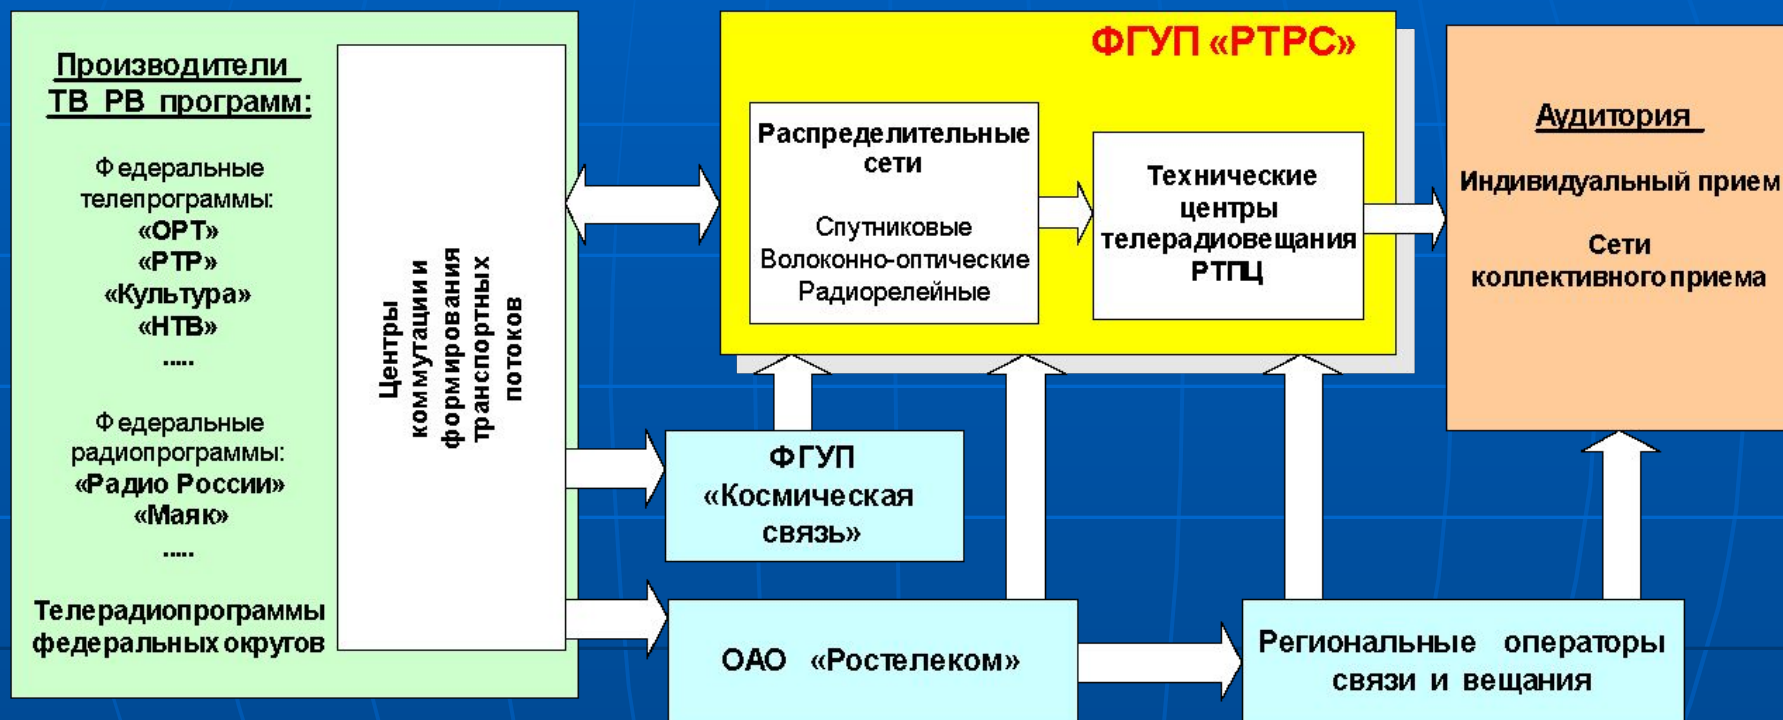 Производители
ТВ РВ программ:
Федеральные
телепрограммы:
«ОРТ»
«РТР»
«Культура»
«НТВ»
.....
Федеральные
радиопрограммы:
«Радио России»
«Маяк»
.....
Телерадиопрограммы
федеральных округов
Центры
коммутации и
формирования
транспортных
потоков
ФГУП «РТРС»
Распределительные
сети
Спутниковые
Волоконно-оптические
Радиорелейные
Технические
центры
телерадиовещания
РТПЦ
Аудитория
Индивидуальный прием
Сети
коллективного приема
ФГУП
«Космическая
связь»
ОАО «Ростелеком»
Региональные операторы
связи и вещания